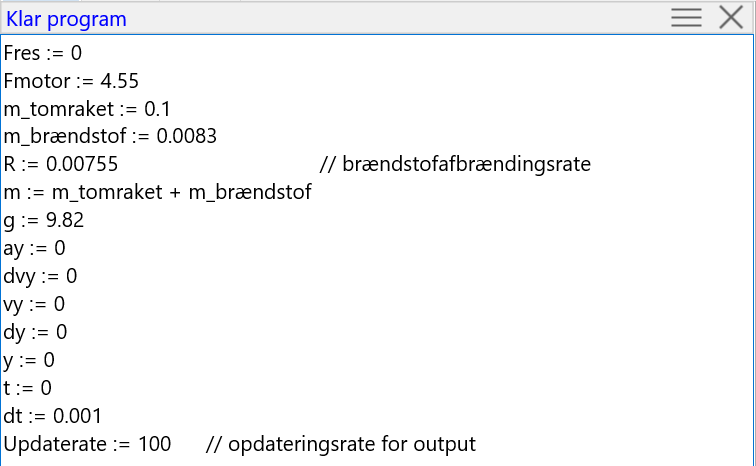 Klar program
Fres := 0
Fmotor := 4.55
m_tomraket := 0.1
m_brændstof := 0.0083
R := 0.00755 // brændstofafbrændingsrate
m := m_tomraket + m_brændstof
g := 9.82
ay := 0
dvy := 0
vy := 0
dy := 0
y := 0
t := 0
dt := 0.001
Updaterate := 100 // opdateringsrate for output